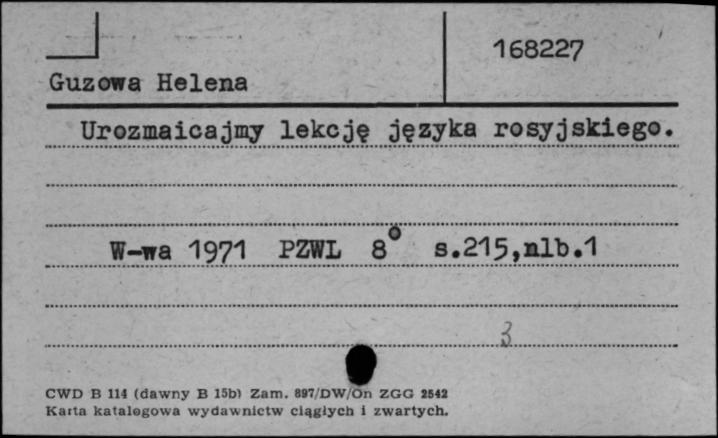 168227
Guzowa Helena
Urozmaicajmy lekcję języka rosyjskiego.
W-wa 1971 PZWL 8° s.215,nlb.1
3
CWD B 114 (dawny B 15b) Zam. 897/DW/On ZGG 2542
Karta katalogowa wydawnictw ciągłych i zwartych.